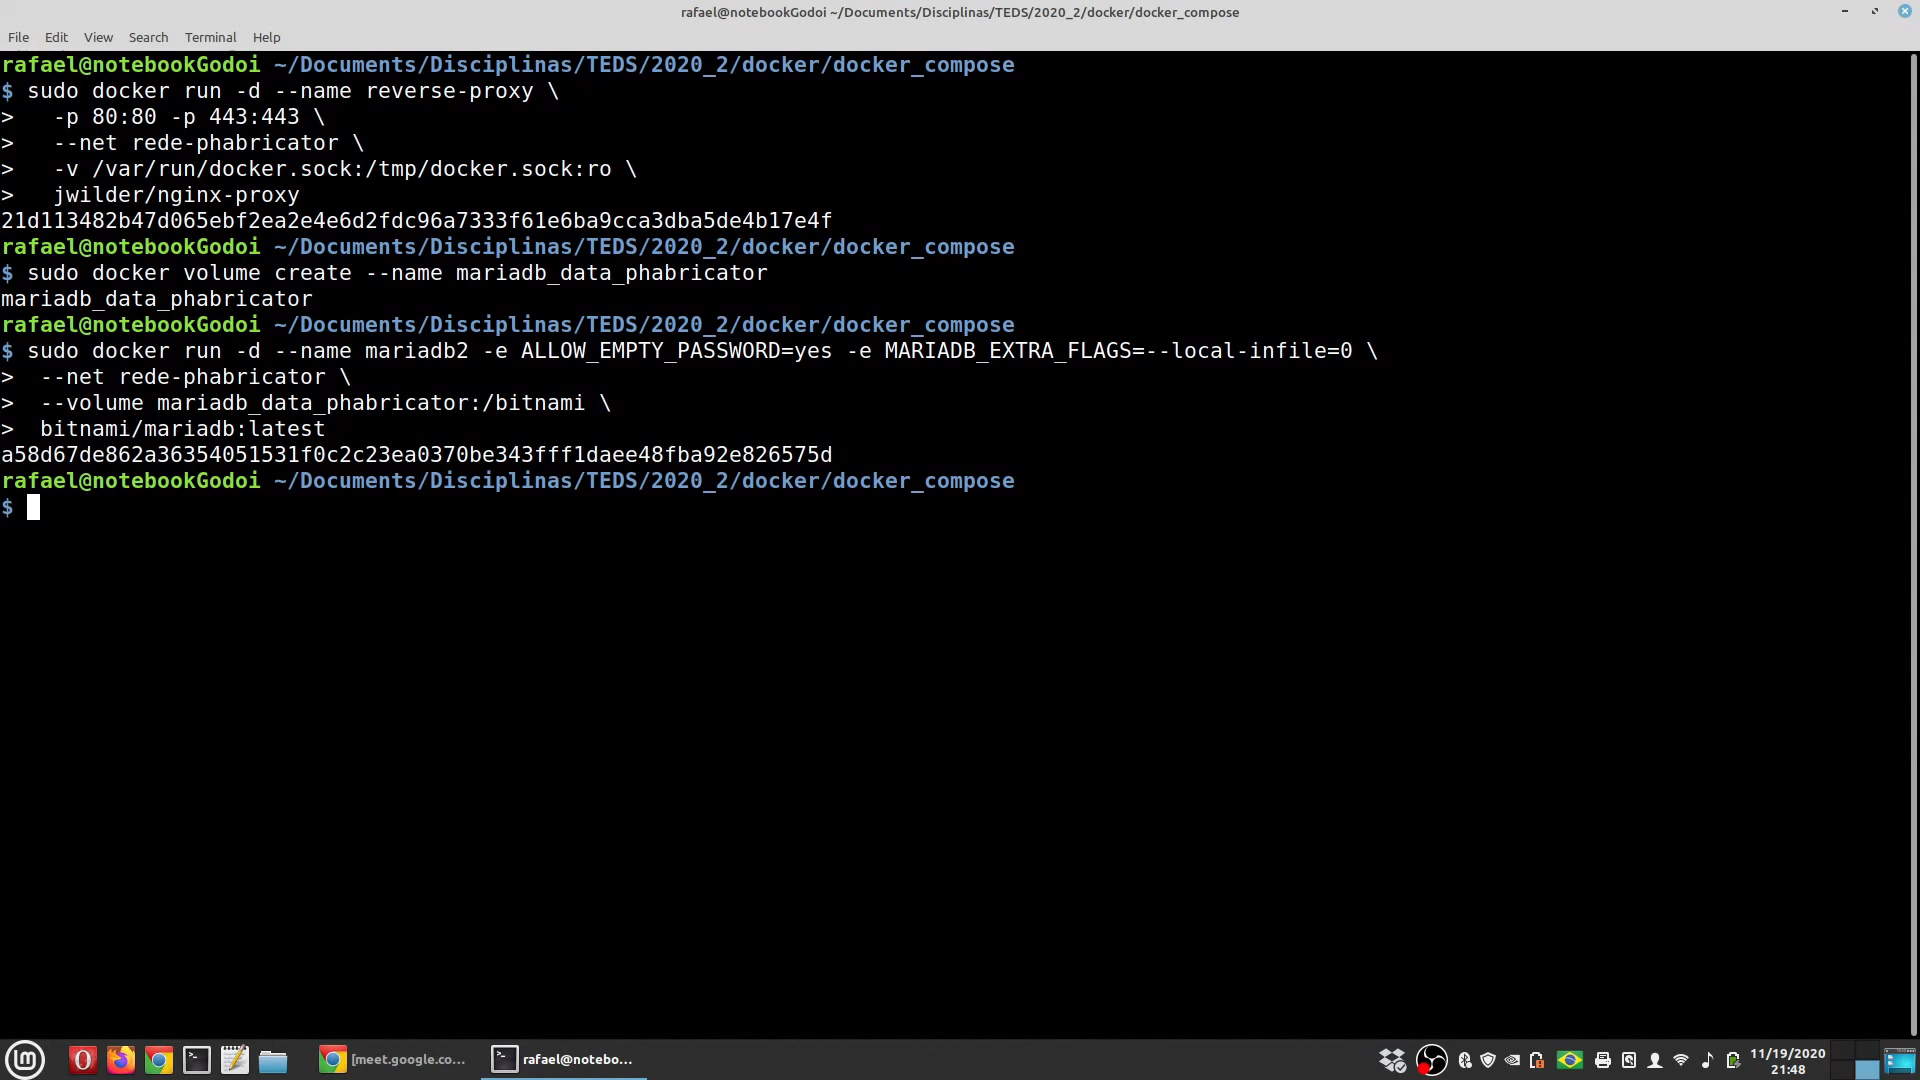 rafael@notebookGodoi ~/Documents/Disciplinas/TEDS/2020_2/docker/docker_compose
File Edit View Search Terminal Help
rafael@notebookGodoi ~/Documents/Disciplinas/TEDS/2020_2/docker/docker_compose
$ sudo docker run -d --name reverse-proxy \
>   -p 80:80 -p 443:443 \
>   --net rede-phabricator \
>   -v /var/run/docker.sock:/tmp/docker.sock:ro \
>   jwilder/nginx-proxy
21d113482b47d065ebf2ea2e4e6d2fdc96a7333f61e6ba9cca3dba5de4b17e4f
rafael@notebookGodoi ~/Documents/Disciplinas/TEDS/2020_2/docker/docker_compose
$ sudo docker volume create --name mariadb_data_phabricator
mariadb_data_phabricator
rafael@notebookGodoi ~/Documents/Disciplinas/TEDS/2020_2/docker/docker_compose
$ sudo docker run -d --name mariadb2 -e ALLOW_EMPTY_PASSWORD=yes -e MARIADB_EXTRA_FLAGS=--local-infile=0 \
>  --net rede-phabricator \
>  --volume mariadb_data_phabricator:/bitnami \
>  bitnami/mariadb:latest
a58d67de862a36354051531f0c2c23ea0370be343fff1daee48fba92e826575d
rafael@notebookGodoi ~/Documents/Disciplinas/TEDS/2020_2/docker/docker_compose
$
[meet.google.co...
rafael@notebo...
11/19/2020
21:48